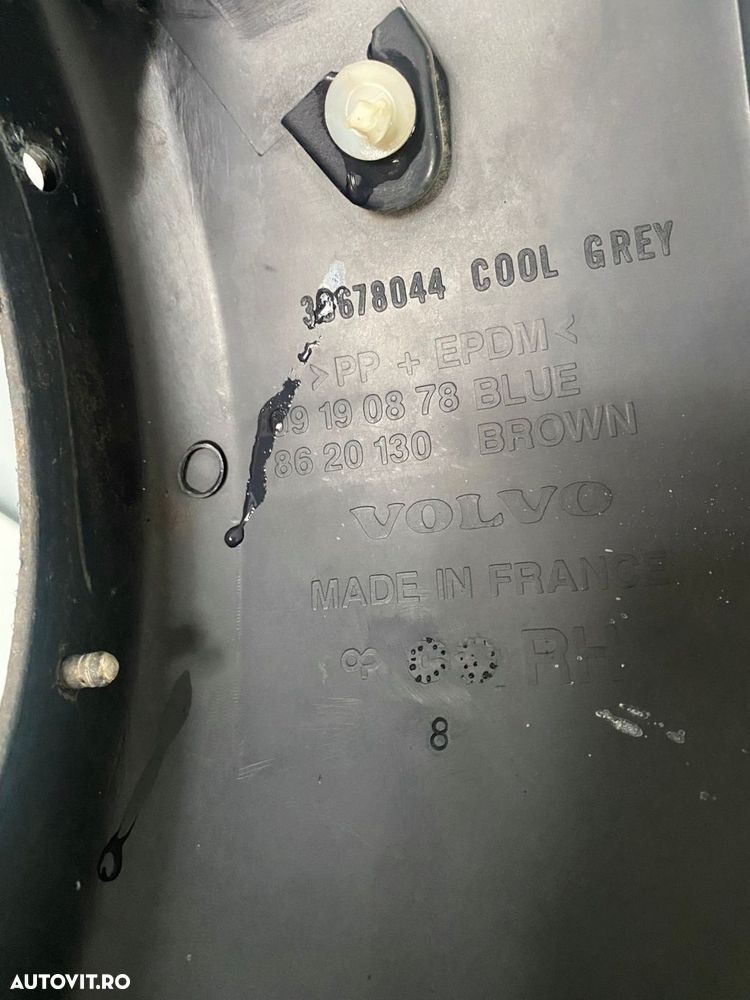 30678044 COOL GREY
>PP + EPDM<
09 19 08 78 BLUE
86 20 130 BROWN
VOLVO
MADE IN FRANCE
RH
8
AUTOVIT.RO